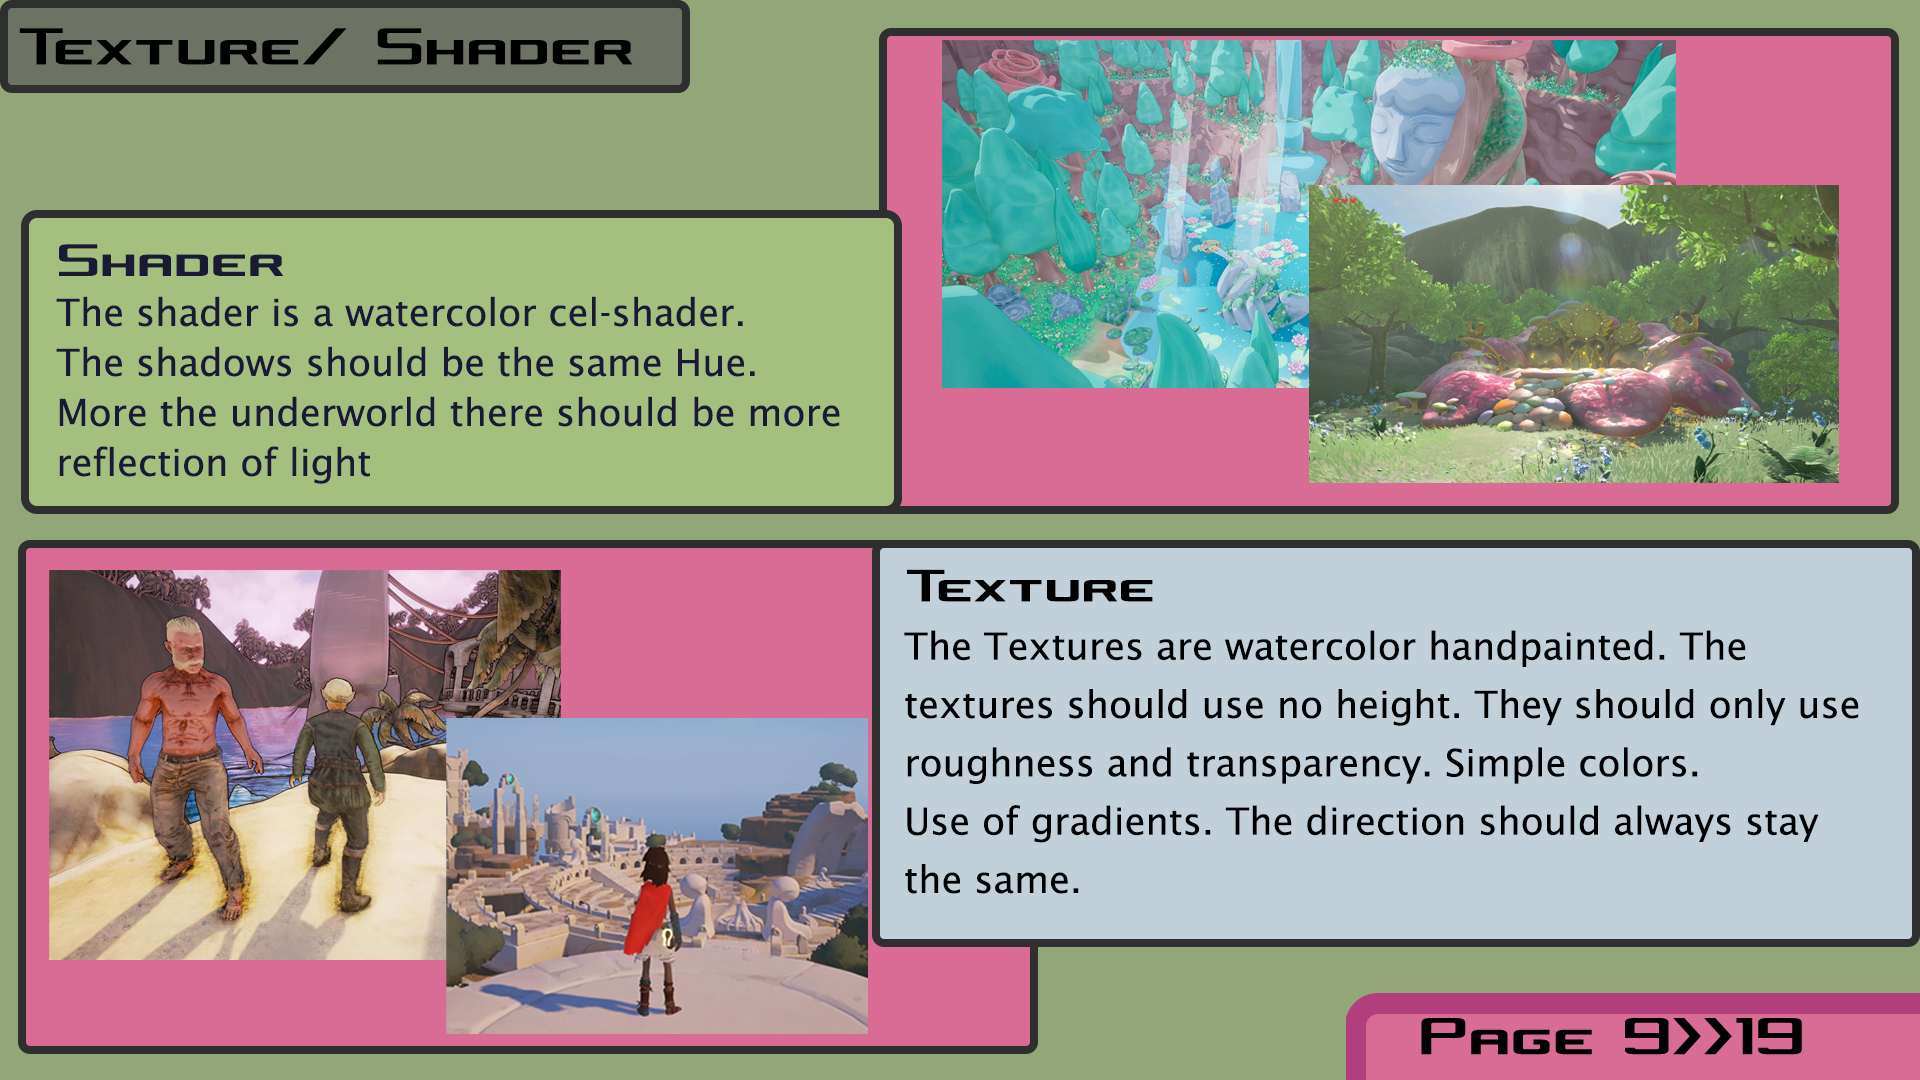 Texture/ Shader
Shader
The shader is a watercolor cel-shader.
The shadows should be the same Hue.
More the underworld there should be more
reflection of light
Texture
The Textures are watercolor handpainted. The
textures should use no height. They should only use
roughness and transparency. Simple colors.
Use of gradients. The direction should always stay
the same.
Page 9>>19